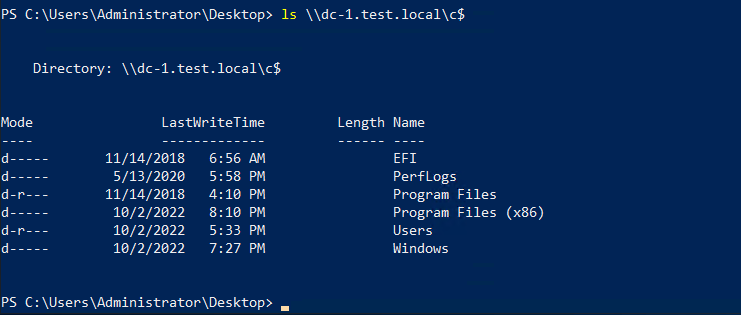 PS C:\Users\Administrator\Desktop> ls \\dc-1.test.local\c$
Directory: \\dc-1.test.local\c$
Mode                LastWriteTime         Length Name
----                -------------         ------ ----
d-----       11/14/2018   6:56 AM                EFI
d-----        5/13/2020   5:58 PM                PerfLogs
d-r---       11/14/2018   4:10 PM                Program Files
d-----        10/2/2022   8:10 PM                Program Files (x86)
d-r---        10/2/2022   5:33 PM                Users
d-----        10/2/2022   7:27 PM                Windows
PS C:\Users\Administrator\Desktop>